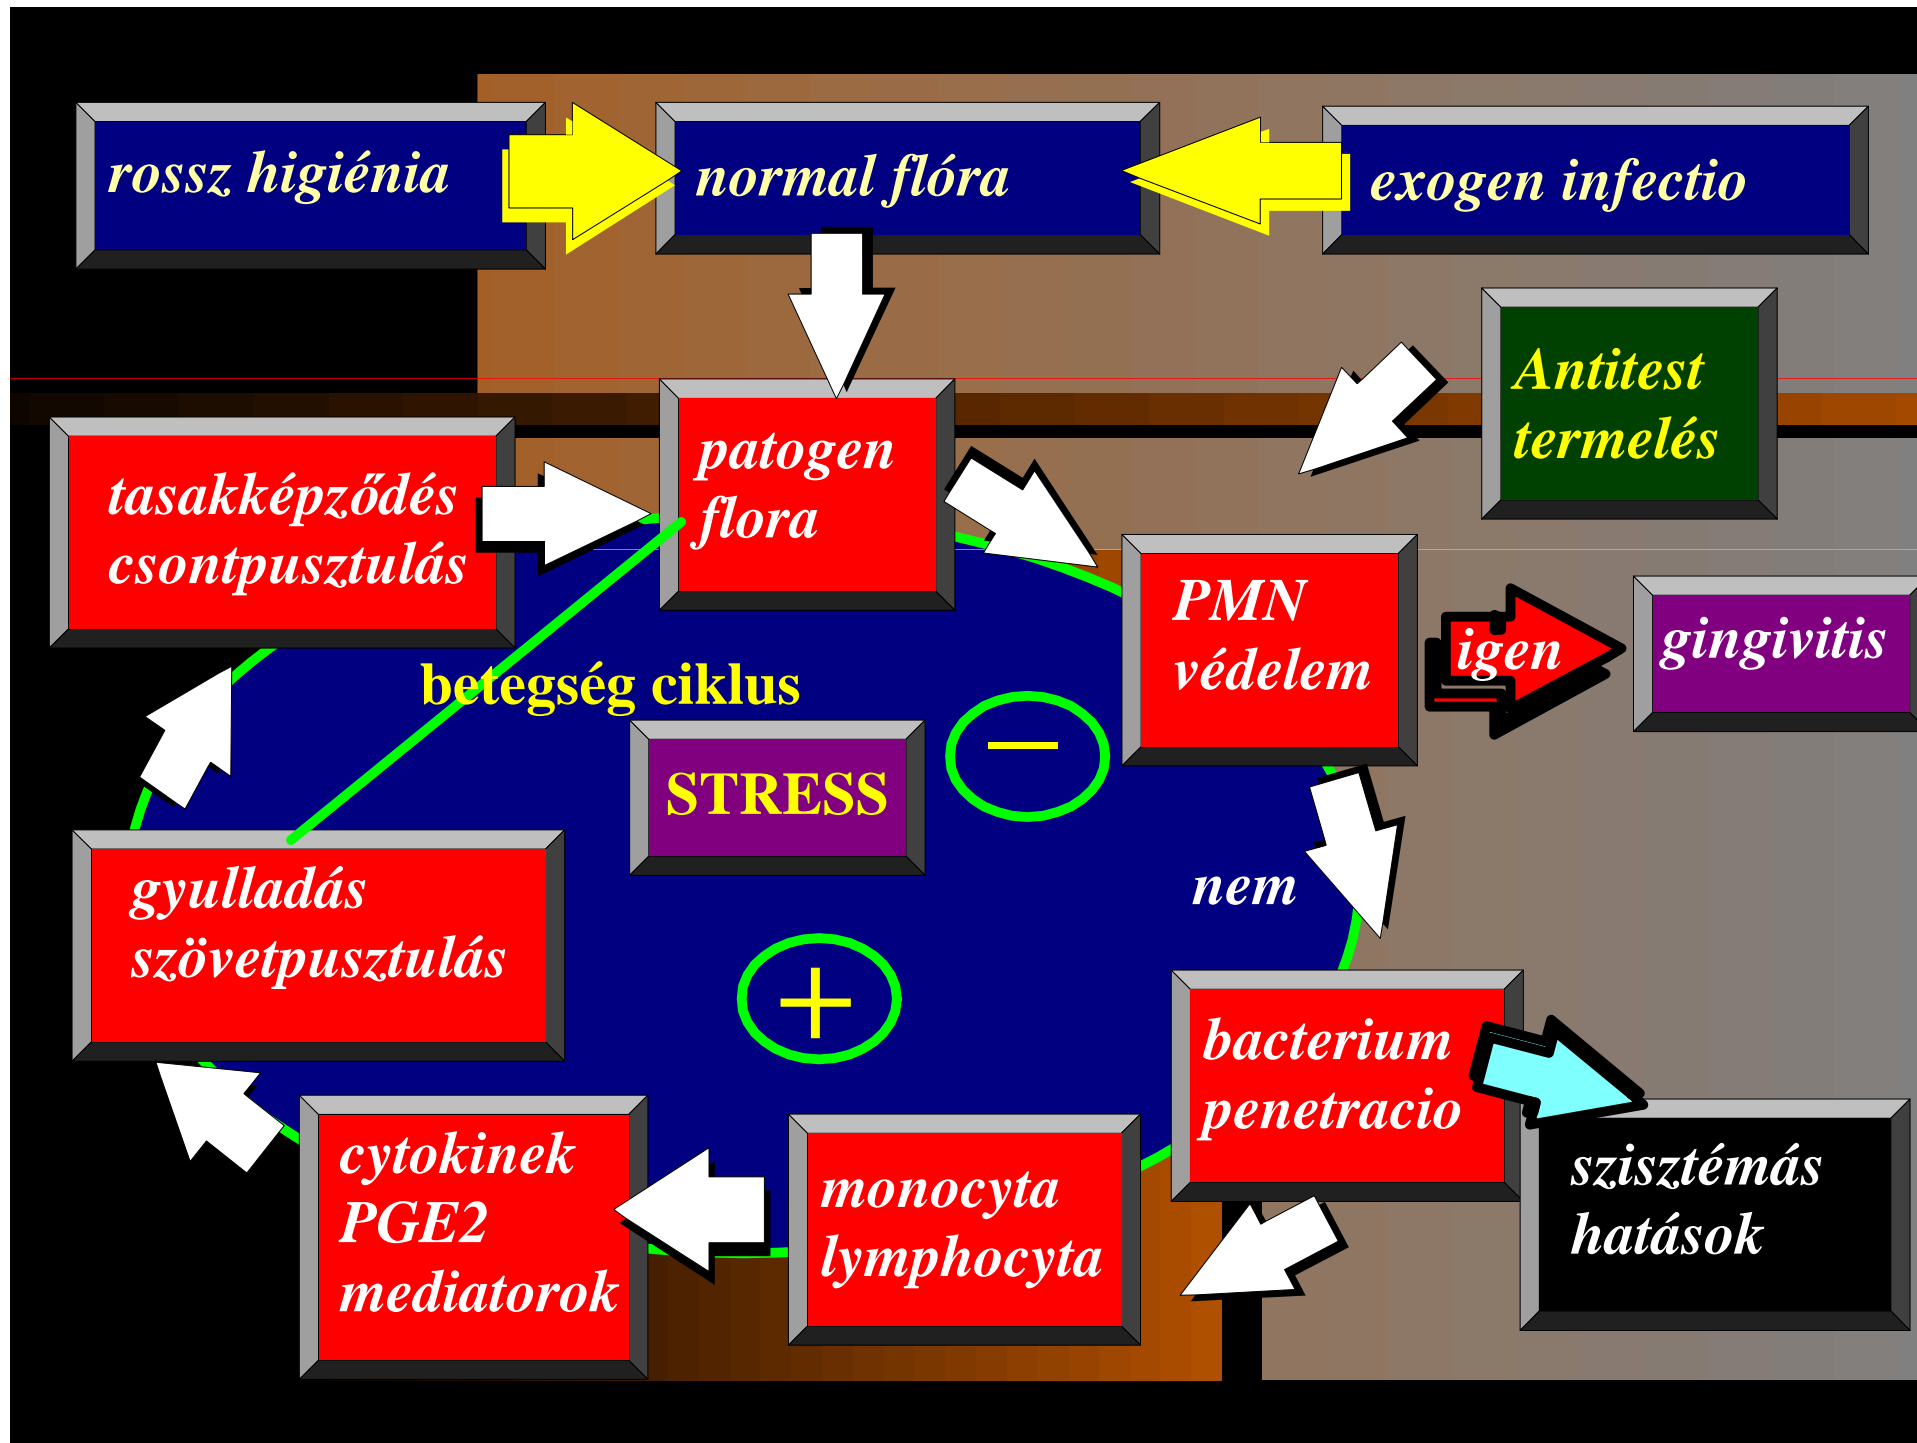 rossz higiénia
normal flóra
exogen infectio
Antitest
termelés
patogen
flora
tasakképződés
csontpusztulás
PMN
védelem
igen
gingivitis
betegség ciklus
–
STRESS
nem
gyulladás
szövetpusztulás
+
bacterium
penetracio
szisztémás
hatások
cytokinek
PGE2
mediatorok
monocyta
lymphocyta